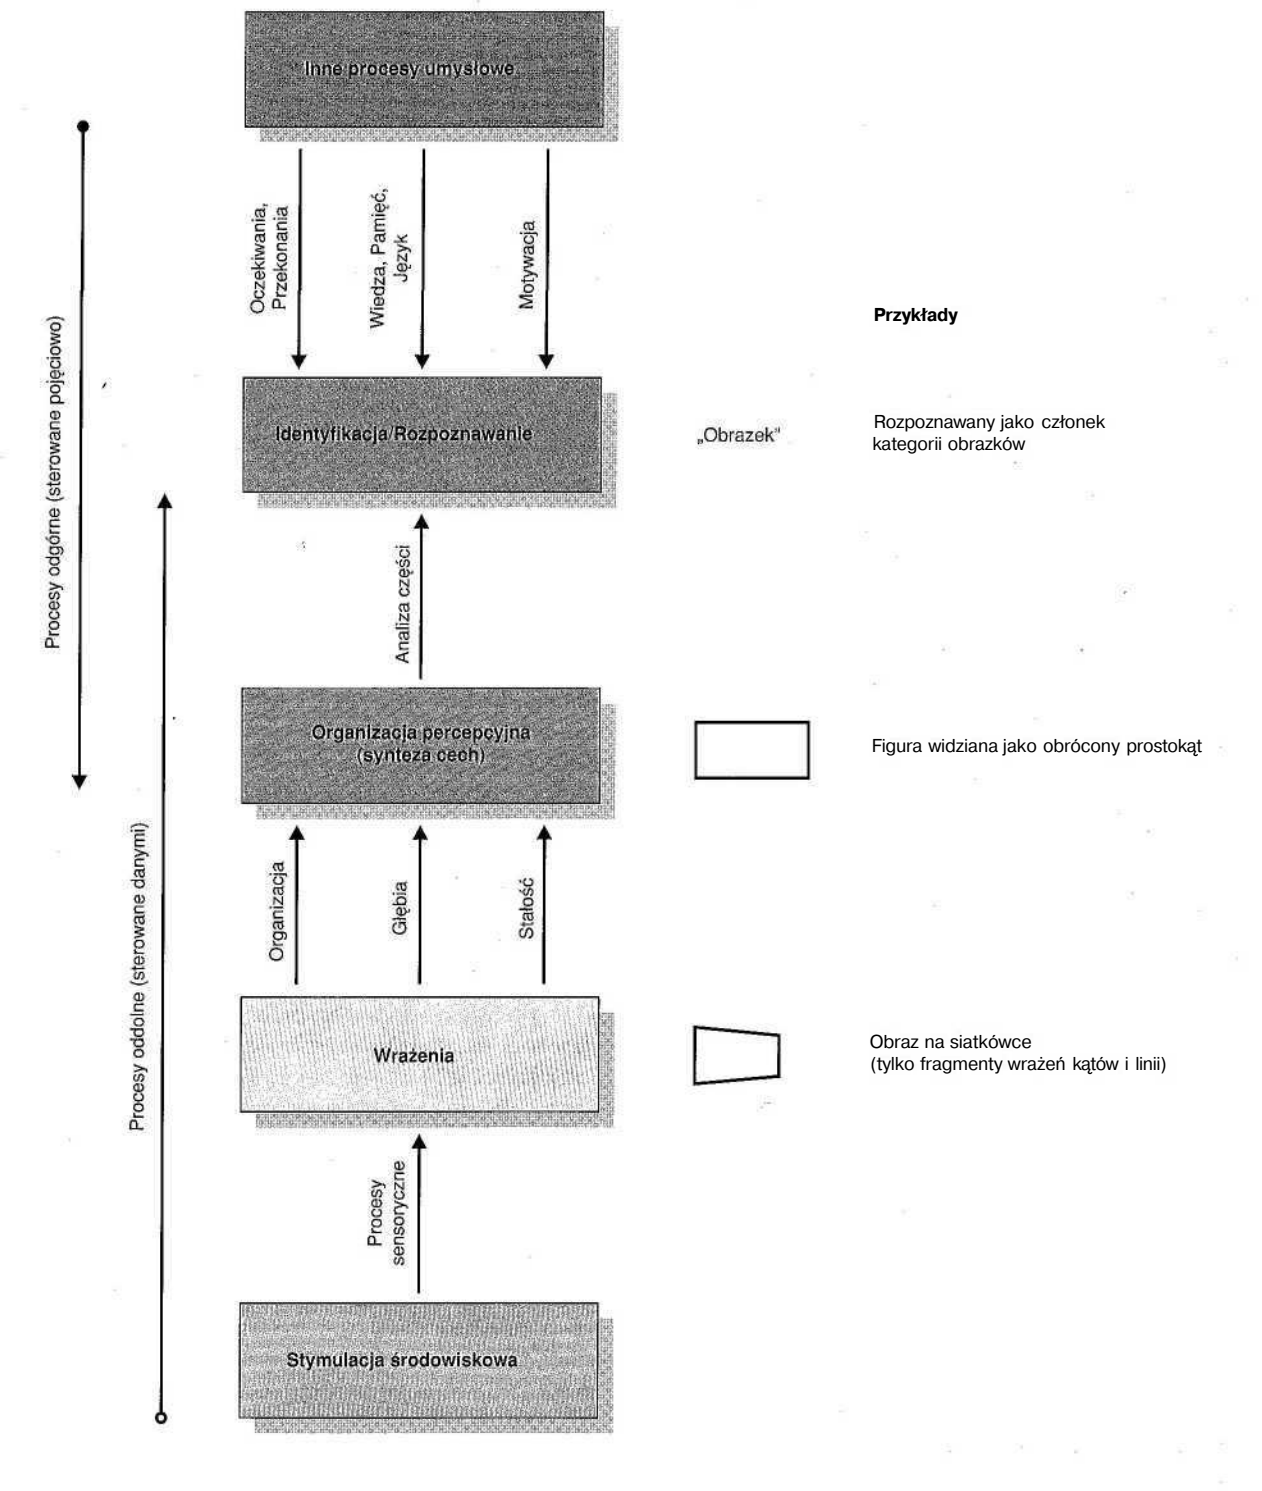 Inne procesy umysłowe
Oczekiwania,
Przekonania
Wiedza, Pamięć,
Język
Motywacja
Procesy odgórne (sterowane pojęciowo)
Przykłady
Identyfikacja/Rozpoznawanie
„Obrazek”
Rozpoznawany jako członek
kategorii obrazków
Analiza części
Organizacja percepcyjna
(synteza cech)
Figura widziana jako obrócony prostokąt
Procesy oddolne (sterowane danymi)
Organizacja
Głębia
Stałość
Wrażenia
Obraz na siatkówce
(tylko fragmenty wrażeń kątów i linii)
Procesy
sensoryczne
Stymulacja środowiskowa